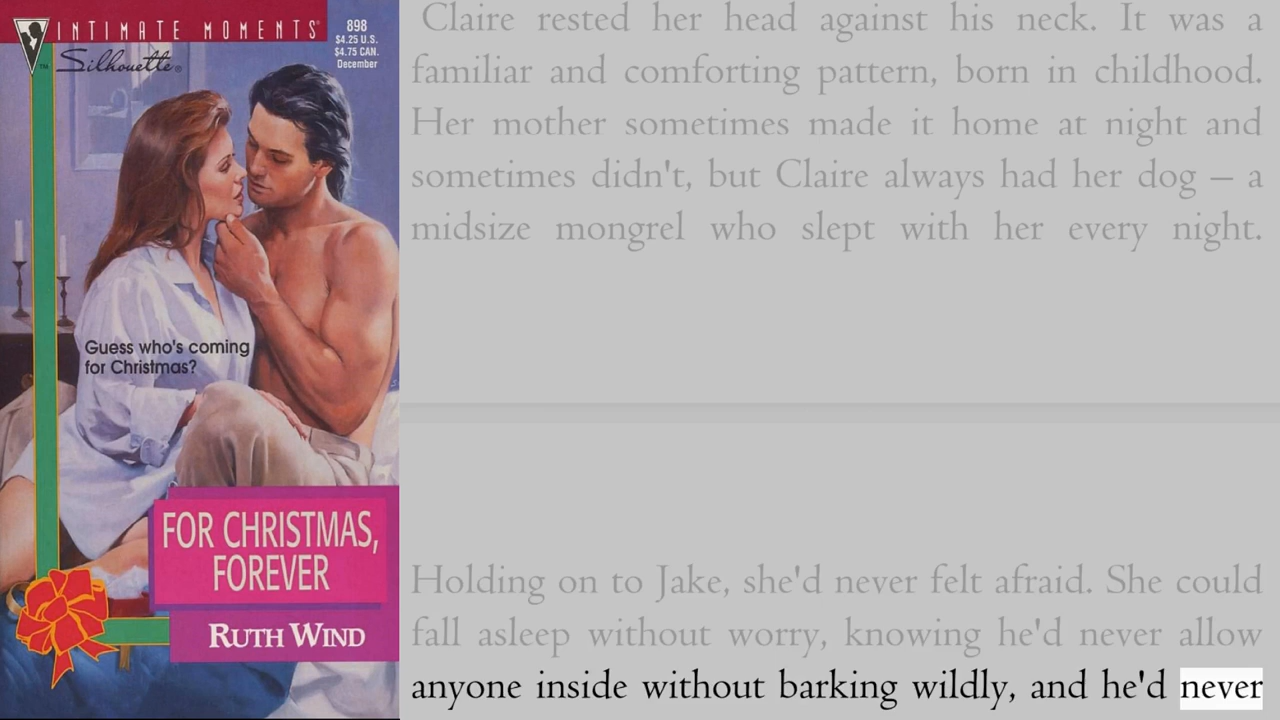 INTIMATE MOMENTS®
Silhouette®
TM
898
$4.25 U.S.
$4.75 CAN.
December
Guess who's coming
for Christmas?
FOR CHRISTMAS,
FOREVER
RUTH WIND
Claire rested her head against his neck. It was a
familiar and comforting pattern, born in childhood.
Her mother sometimes made it home at night and
sometimes didn't, but Claire always had her dog – a
midsize mongrel who slept with her every night.
Holding on to Jake, she'd never felt afraid. She could
fall asleep without worry, knowing he'd never allow
anyone inside without barking wildly, and he'd never